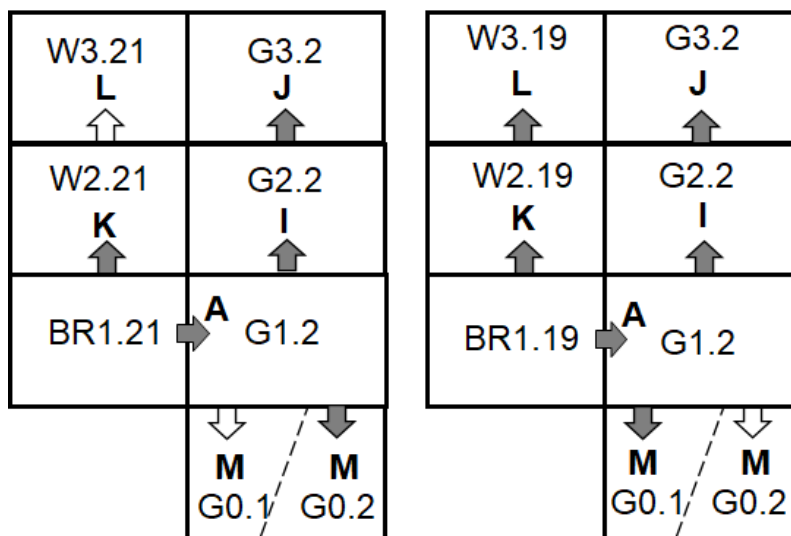 W3.21 G3.2
L J
W2.21 G2.2
K I
BR1.21 A G1.2
M M
G0.1 G0.2
W3.19 G3.2
L J
W2.19 G2.2
K I
BR1.19 A G1.2
M M
G0.1 G0.2